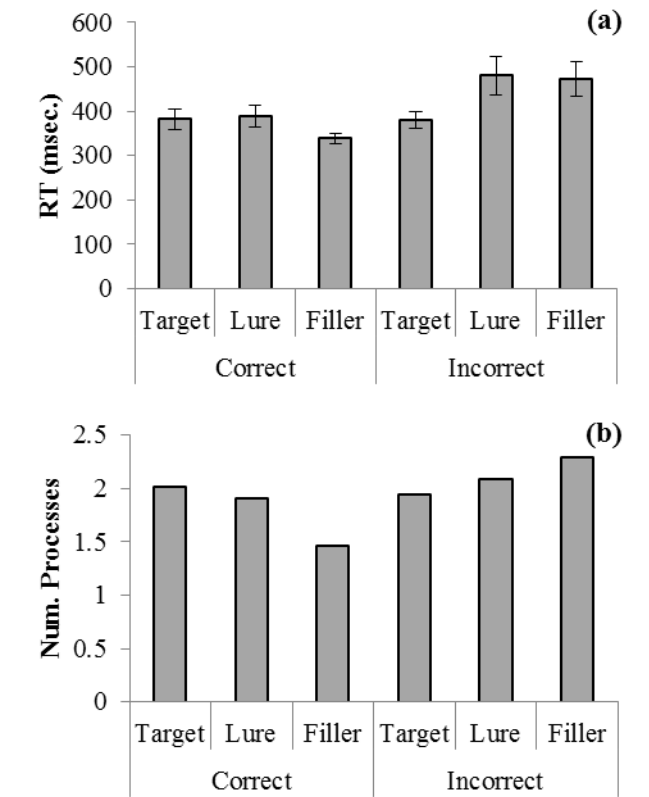 (a)
RT (msec.)
600
500
400
300
200
100
0
Target Lure Filler Target Lure Filler
Correct Incorrect
(b)
Num. Processes
2.5
2
1.5
1
0.5
0
Target Lure Filler Target Lure Filler
Correct Incorrect